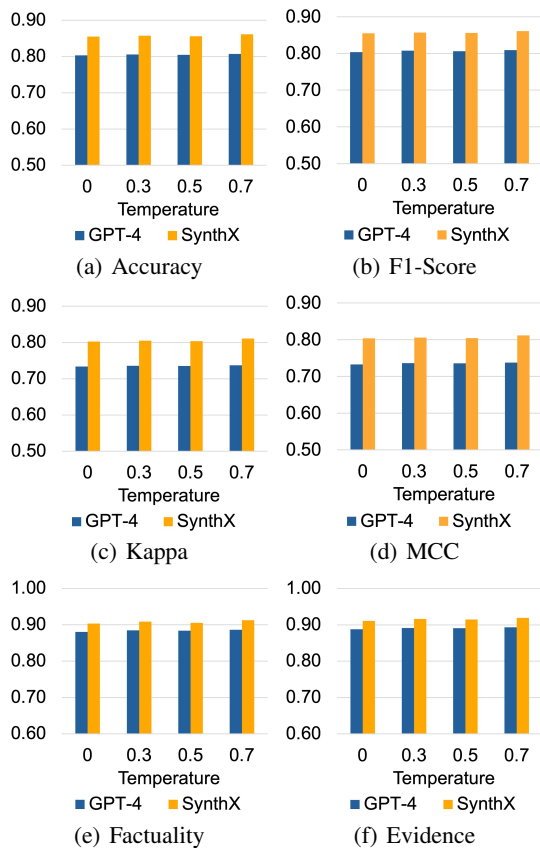 0.90
0.80
0.70
0.60
0.50
0 0.3 0.5 0.7
Temperature
GPT-4 SynthX
(a) Accuracy
0.90
0.80
0.70
0.60
0.50
0 0.3 0.5 0.7
Temperature
GPT-4 SynthX
(b) F1-Score
0.90
0.80
0.70
0.60
0.50
0 0.3 0.5 0.7
Temperature
GPT-4 SynthX
(c) Kappa
0.90
0.80
0.70
0.60
0.50
0 0.3 0.5 0.7
Temperature
GPT-4 SynthX
(d) MCC
1.00
0.90
0.80
0.70
0.60
0 0.3 0.5 0.7
Temperature
GPT-4 SynthX
(e) Factuality
1.00
0.90
0.80
0.70
0.60
0 0.3 0.5 0.7
Temperature
GPT-4 SynthX
(f) Evidence